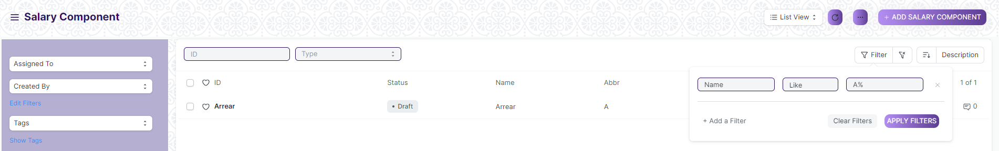 Salary Component
List View
+ ADD SALARY COMPONENT
Assigned To
Created By
Edit Filters
Tags
Show Tags
ID
Type
Filter
Description
ID
Status
Name
Abbr
1 of 1
Arrear
• Draft
Arrear
A
0
Name
Like
A%
+ Add a Filter
Clear Filters
APPLY FILTERS